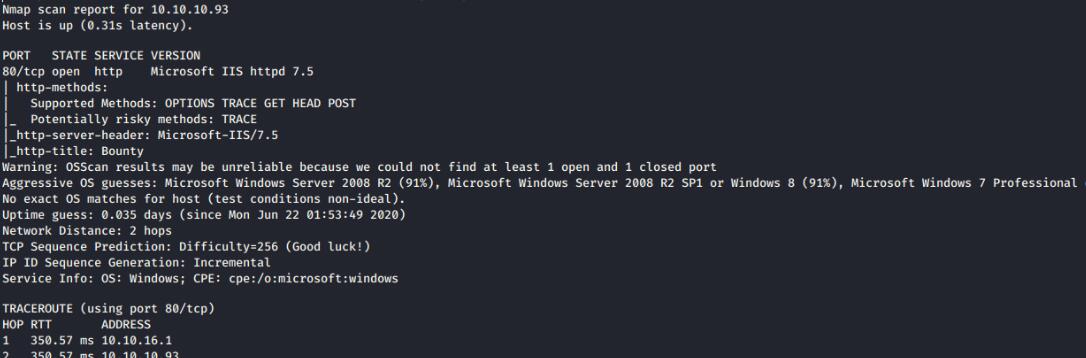 Nmap scan report for 10.10.10.93
Host is up (0.31s latency).
PORT   STATE SERVICE VERSION
80/tcp open  http    Microsoft IIS httpd 7.5
| http-methods:
|   Supported Methods: OPTIONS TRACE GET HEAD POST
|_  Potentially risky methods: TRACE
|_http-server-header: Microsoft-IIS/7.5
|_http-title: Bounty
Warning: OSScan results may be unreliable because we could not find at least 1 open and 1 closed port
Aggressive OS guesses: Microsoft Windows Server 2008 R2 (91%), Microsoft Windows Server 2008 R2 SP1 or Windows 8 (91%), Microsoft Windows 7 Professional
No exact OS matches for host (test conditions non-ideal).
Uptime guess: 0.035 days (since Mon Jun 22 01:53:49 2020)
Network Distance: 2 hops
TCP Sequence Prediction: Difficulty=256 (Good luck!)
IP ID Sequence Generation: Incremental
Service Info: OS: Windows; CPE: cpe:/o:microsoft:windows
TRACEROUTE (using port 80/tcp)
HOP RTT       ADDRESS
1   350.57 ms 10.10.16.1
2   350.57 ms 10.10.10.93